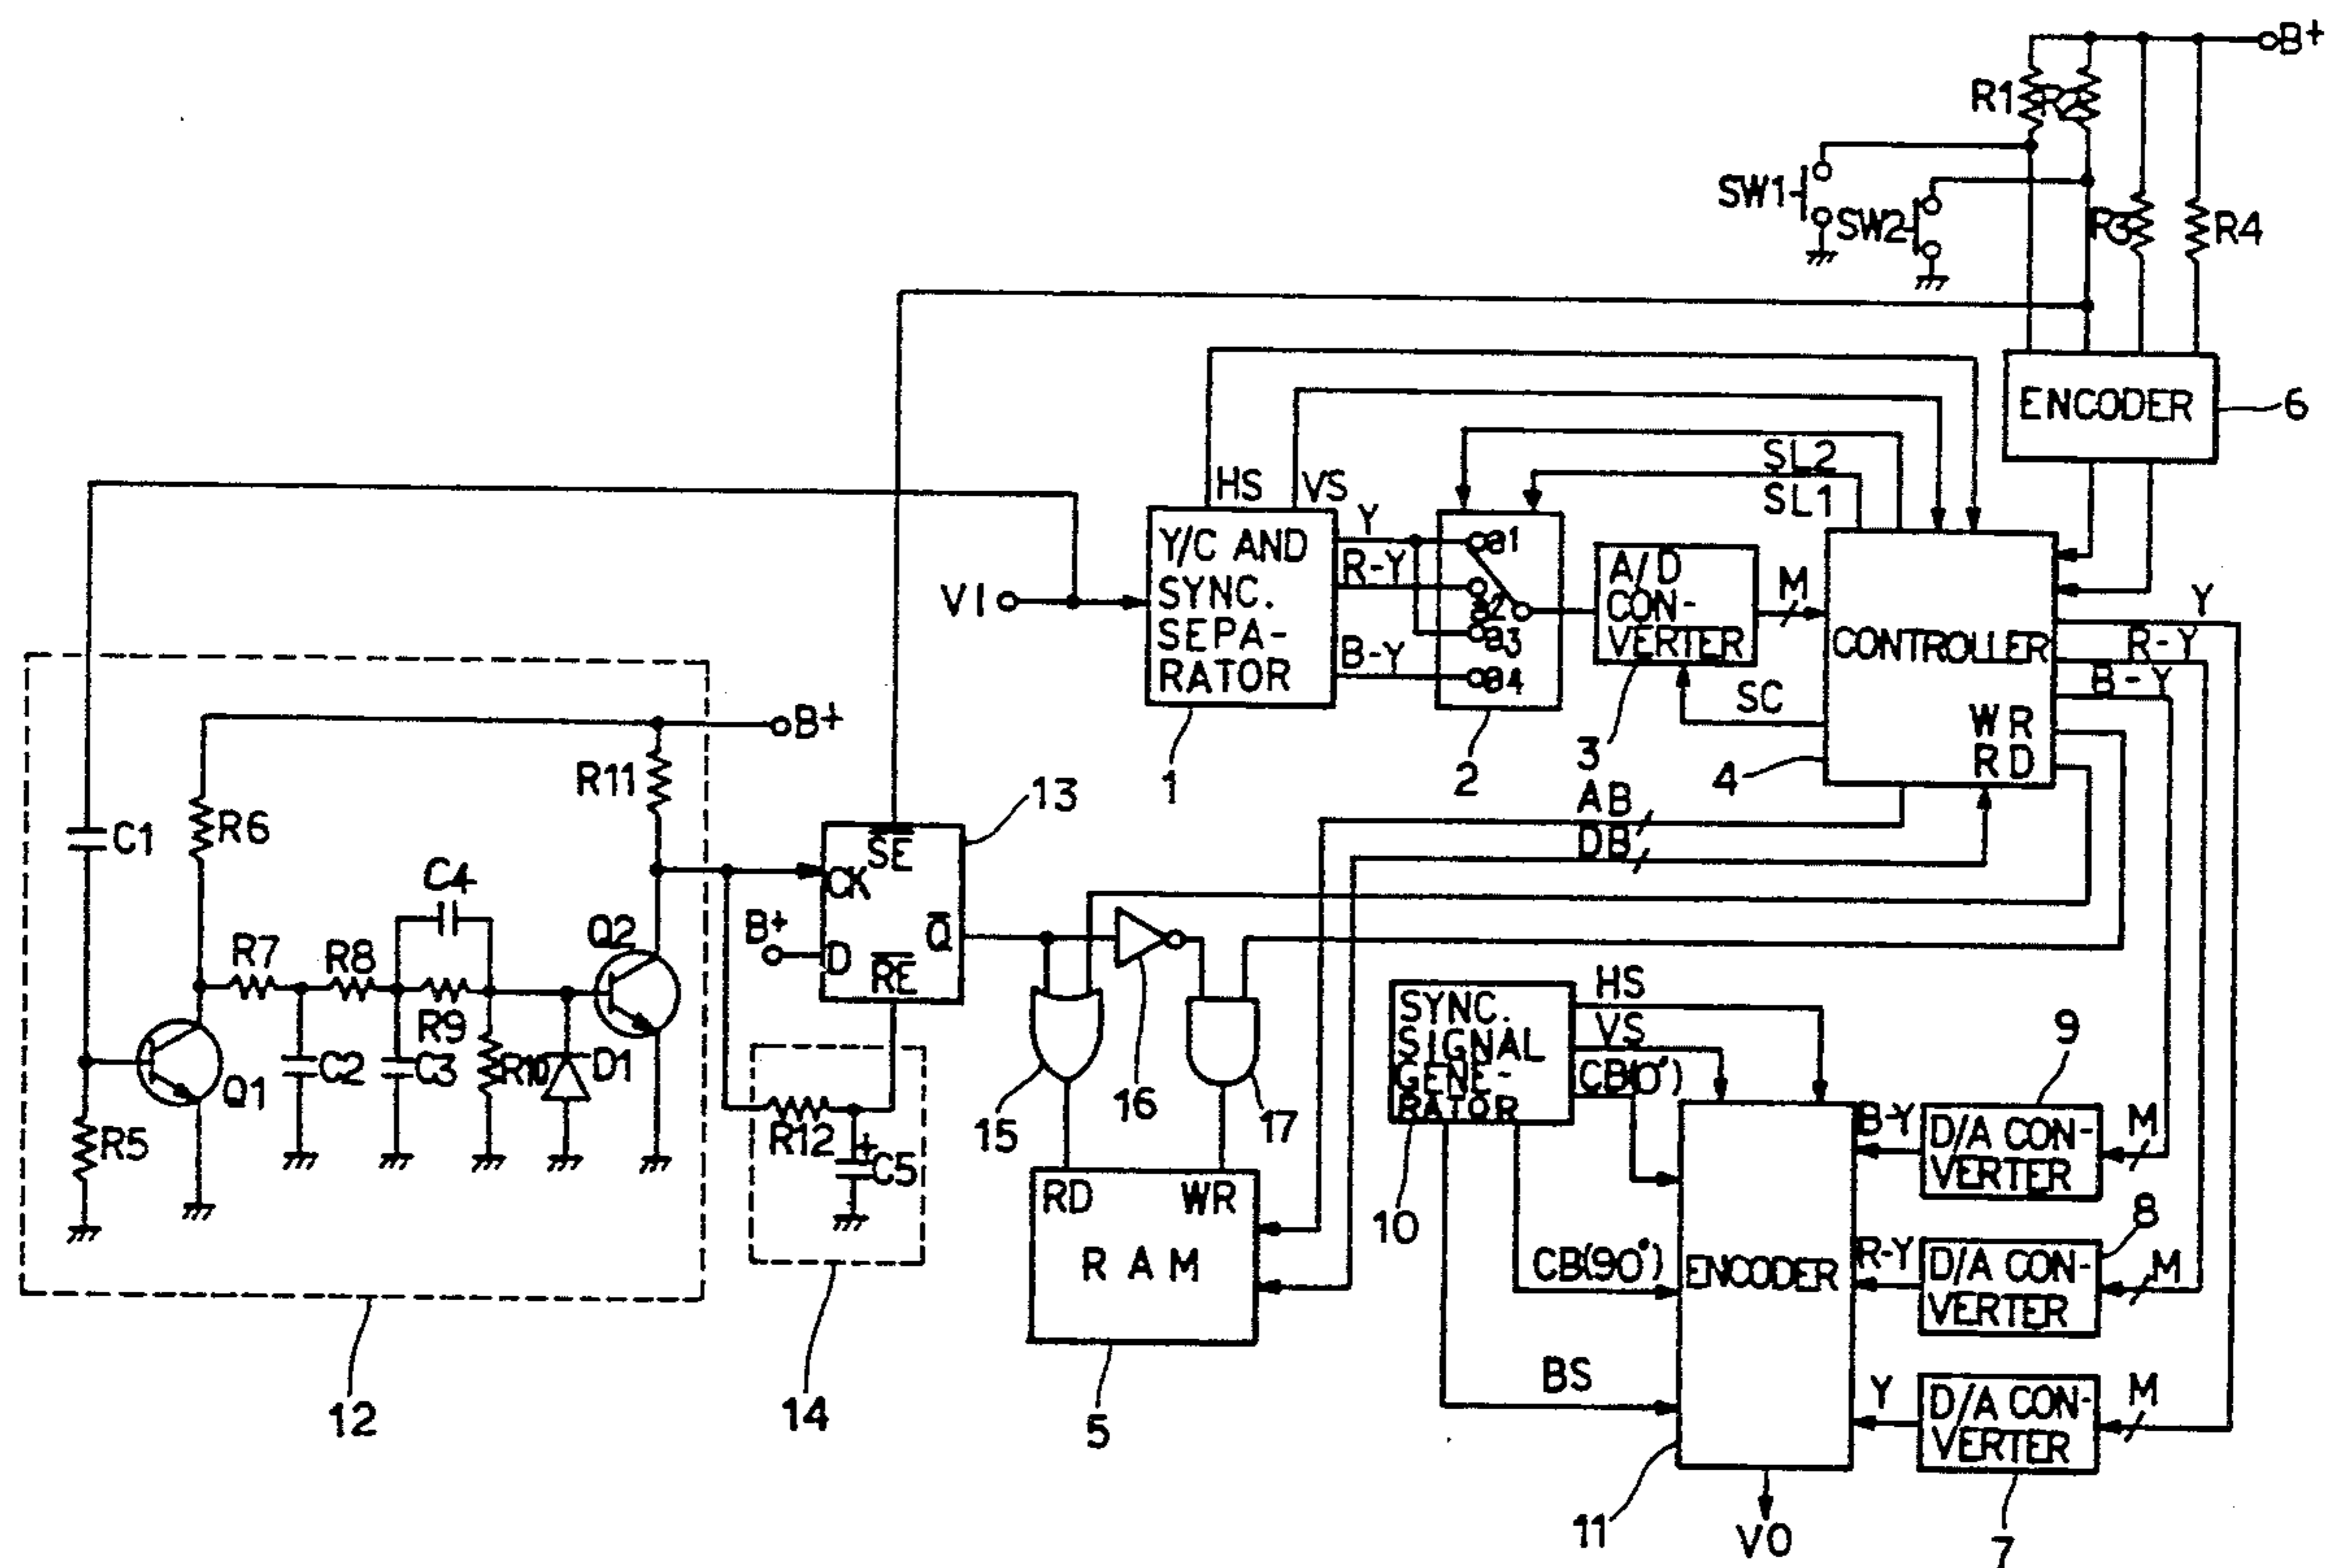 B+
R1
R2
SW1
SW2
R3
R4
ENCODER
6
HS
VS
SL2
SL1
VI
Y/C AND
SYNC.
SEPA-
RATOR
1
Y
R-Y
B-Y
a1
a2
a3
a4
2
A/D
CON-
VERTER
3
M
SC
CONTROLLER
WR
RD
4
Y
R-Y
B-Y
AB
DB
B+
R11
C1
R6
C4
R7
R8
R9
Q2
Q1
C2
C3
R10
D1
R5
12
13
SE
CK
B+
D
RE
Q
R12
+
C5
14
15
16
17
RD
WR
RAM
5
SYNC.
SIGNAL
GENE-
RATOR
10
HS
VS
CB(0°)
CB(90°)
BS
ENCODER
11
VO
B-Y
D/A CON-
VERTER
M
9
R-Y
D/A CON-
VERTER
M
8
Y
D/A CON-
VERTER
M
7